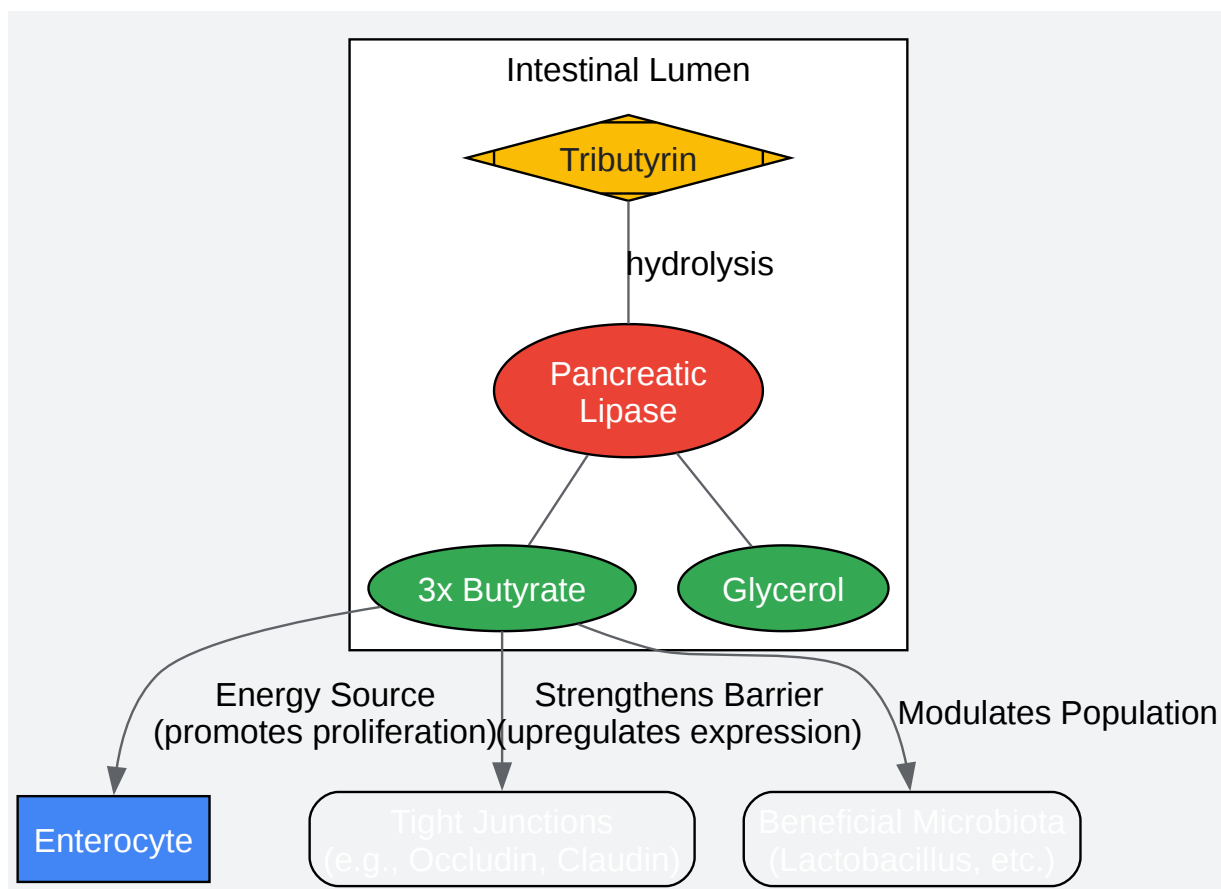 Intestinal Lumen
Tributyrin
hydrolysis
Pancreatic
Lipase
3x Butyrate
Glycerol
Energy Source
(promotes proliferation)
Strengthens Barrier
(upregulates expression)
Modulates Population
Enterocyte
Tight Junctions
(e.g., Occludin, Claudin)
Beneficial Microbiota
(Lactobacillus, etc.)